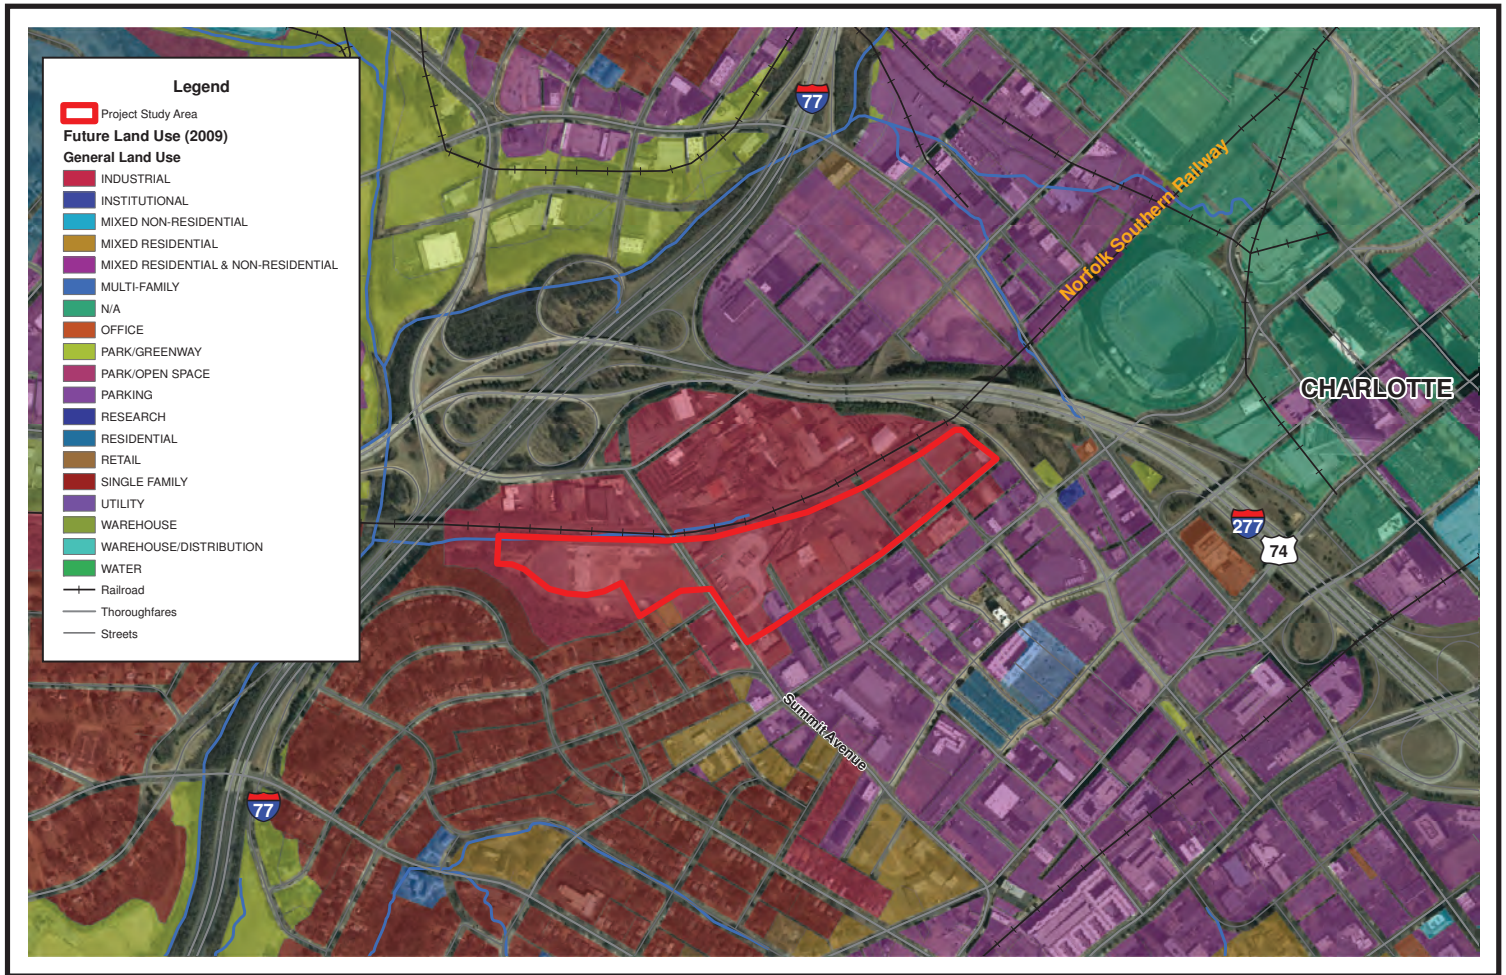 Legend
Project Study Area
Future Land Use (2009)
General Land Use
INDUSTRIAL
INSTITUTIONAL
MIXED NON-RESIDENTIAL
MIXED RESIDENTIAL
MIXED RESIDENTIAL & NON-RESIDENTIAL
MULTI-FAMILY
N/A
OFFICE
PARK/GREENWAY
PARK/OPEN SPACE
PARKING
RESEARCH
RESIDENTIAL
RETAIL
SINGLE FAMILY
UTILITY
WAREHOUSE
WAREHOUSE/DISTRIBUTION
WATER
Railroad
Thoroughfares
Streets
77
Norfolk Southern Railway
CHARLOTTE
277
74
Summit Avenue
77